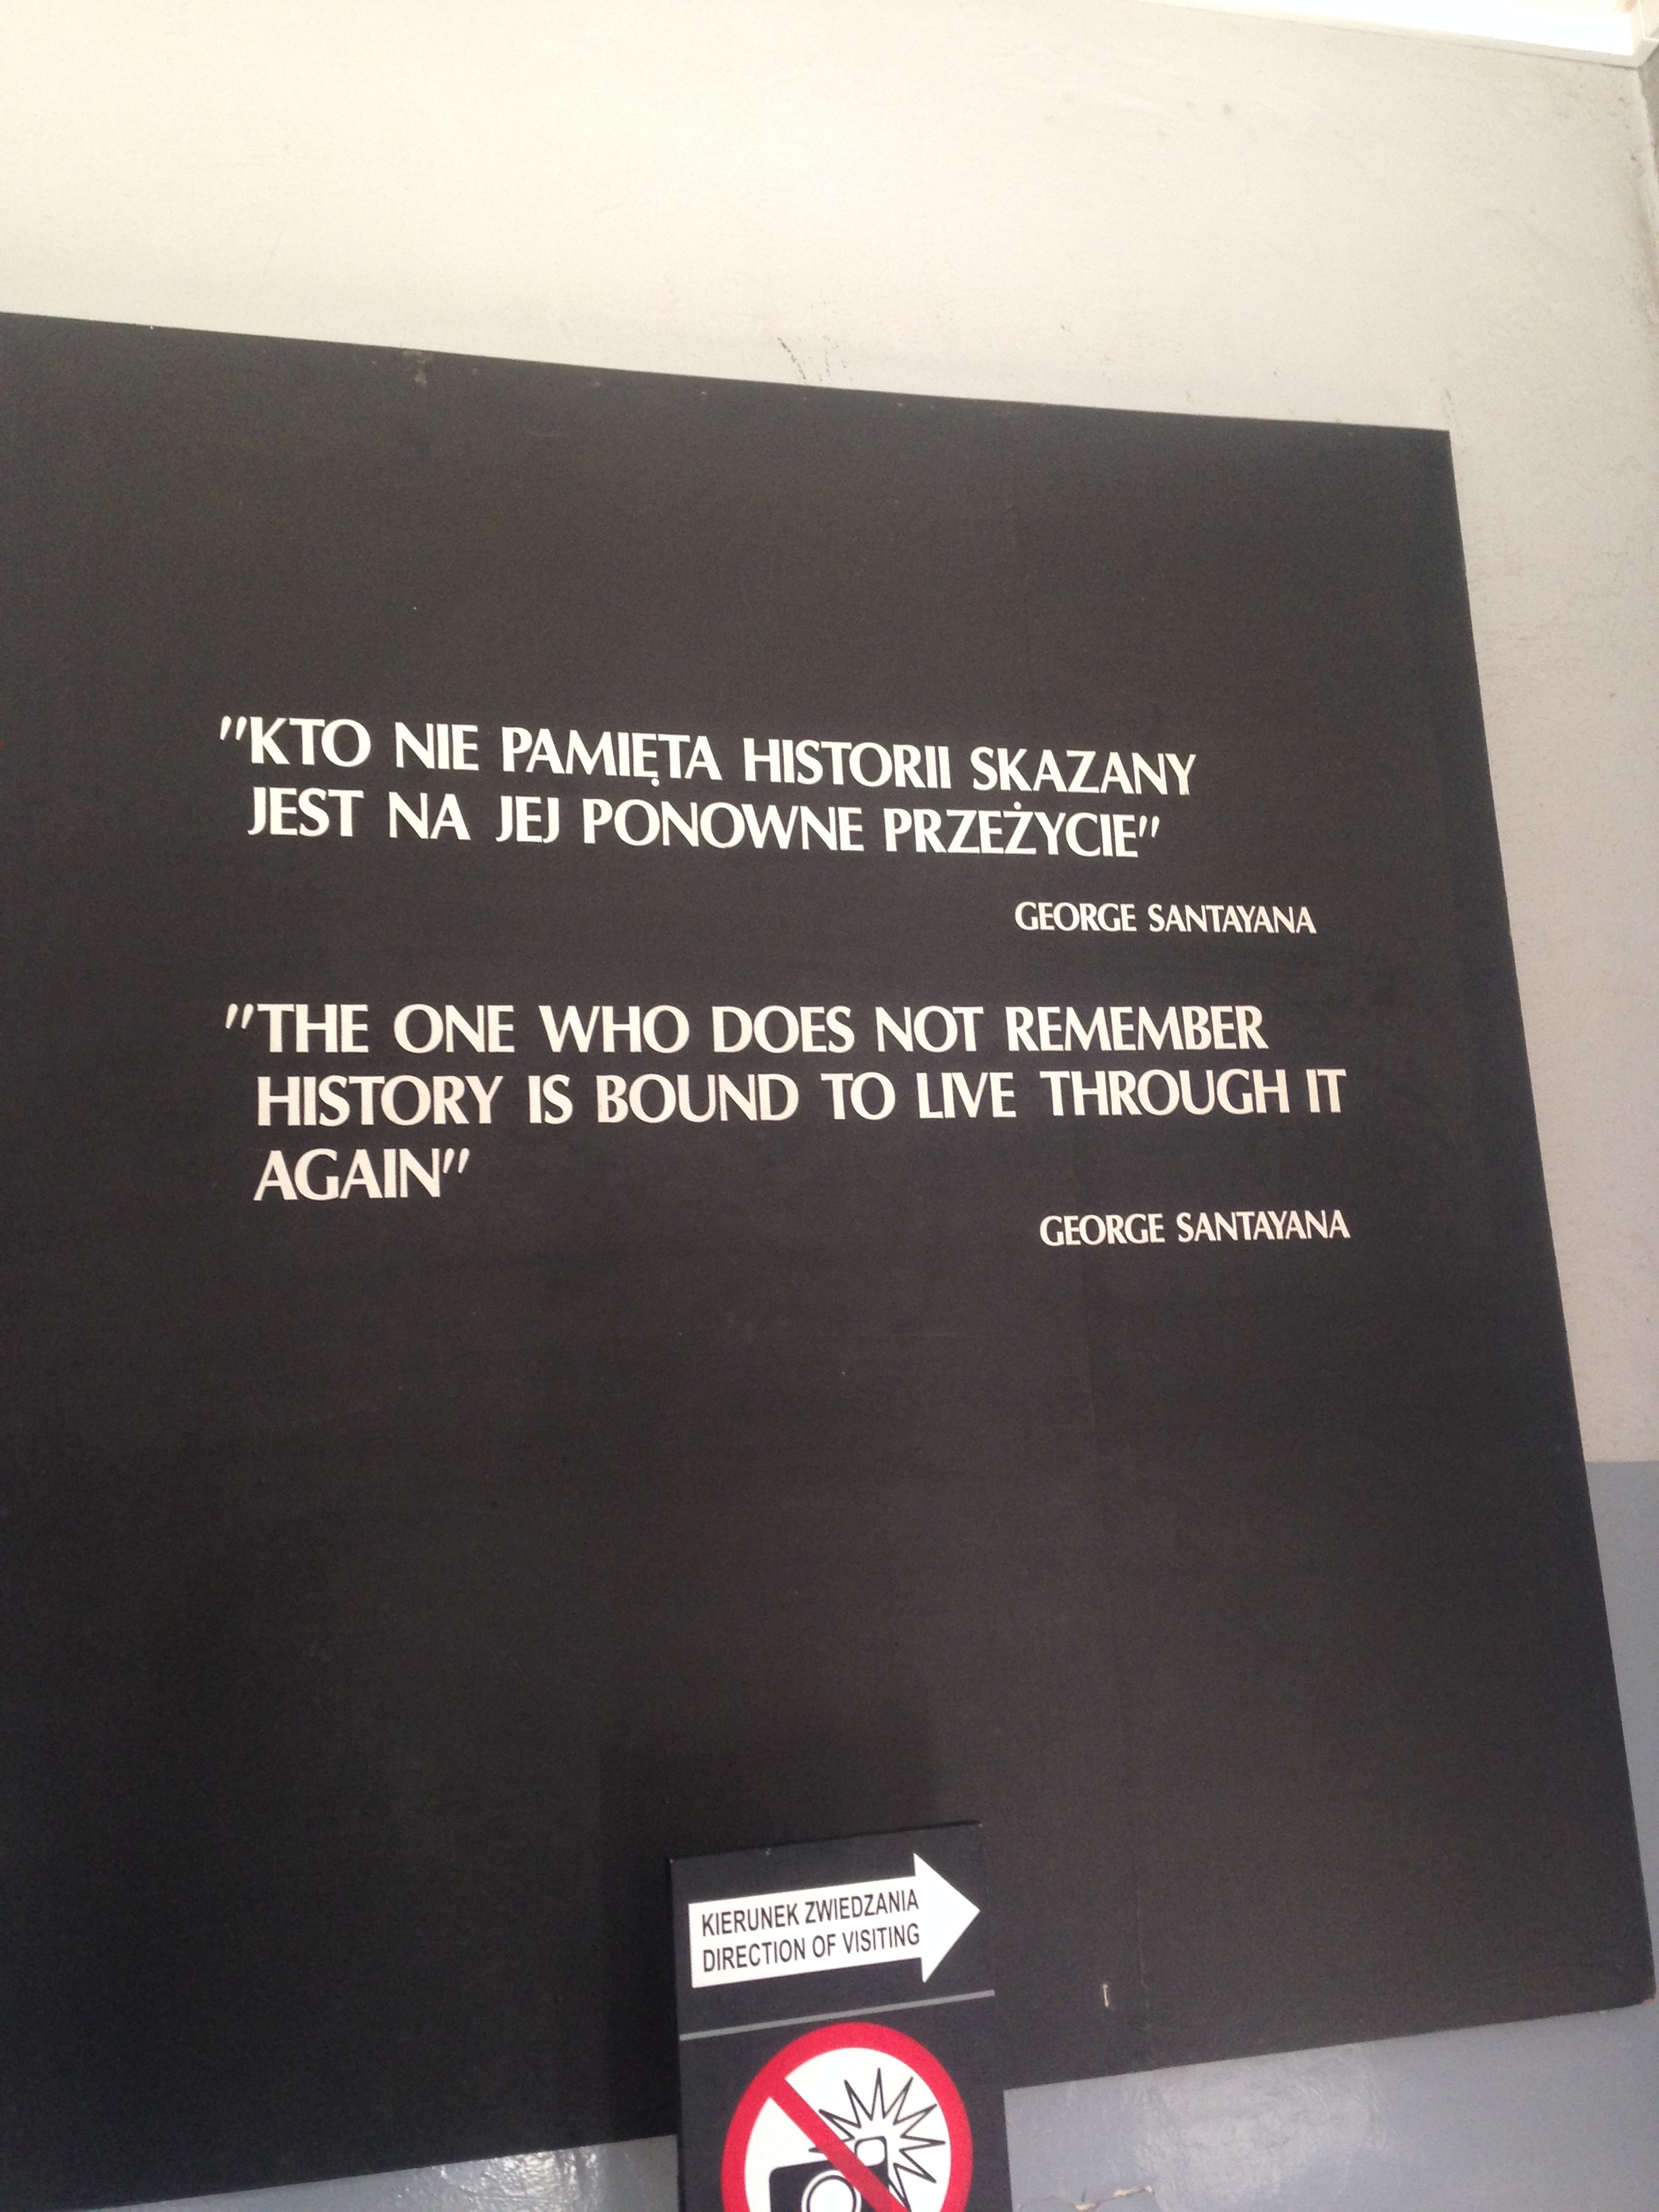 "KTO NIE PAMIĘTA HISTORII SKAZANY
JEST NA JEJ PONOWNE PRZEŻYCIE"
GEORGE SANTAYANA
"THE ONE WHO DOES NOT REMEMBER
HISTORY IS BOUND TO LIVE THROUGH IT
AGAIN"
GEORGE SANTAYANA
KIERUNEK ZWIEDZANIA
DIRECTION OF VISITING